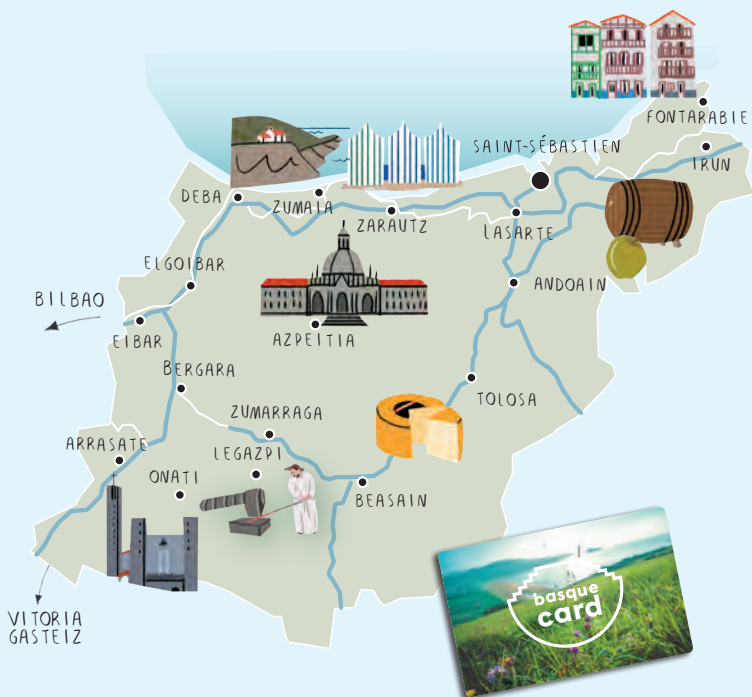 FONTARABIE
SAINT-SÉBASTIEN
IRUN
DEBA
ZUMAIA
ZARAUTZ
LASARTE
ELGOIBAR
ANDOAIN
BILBAO
EIBAR
AZPEITIA
BERGARA
TOLOSA
ZUMARRAGA
ARRASATE
LEGAZPI
ONATI
BEASAIN
basque
card
VITORIA
GASTEIZ